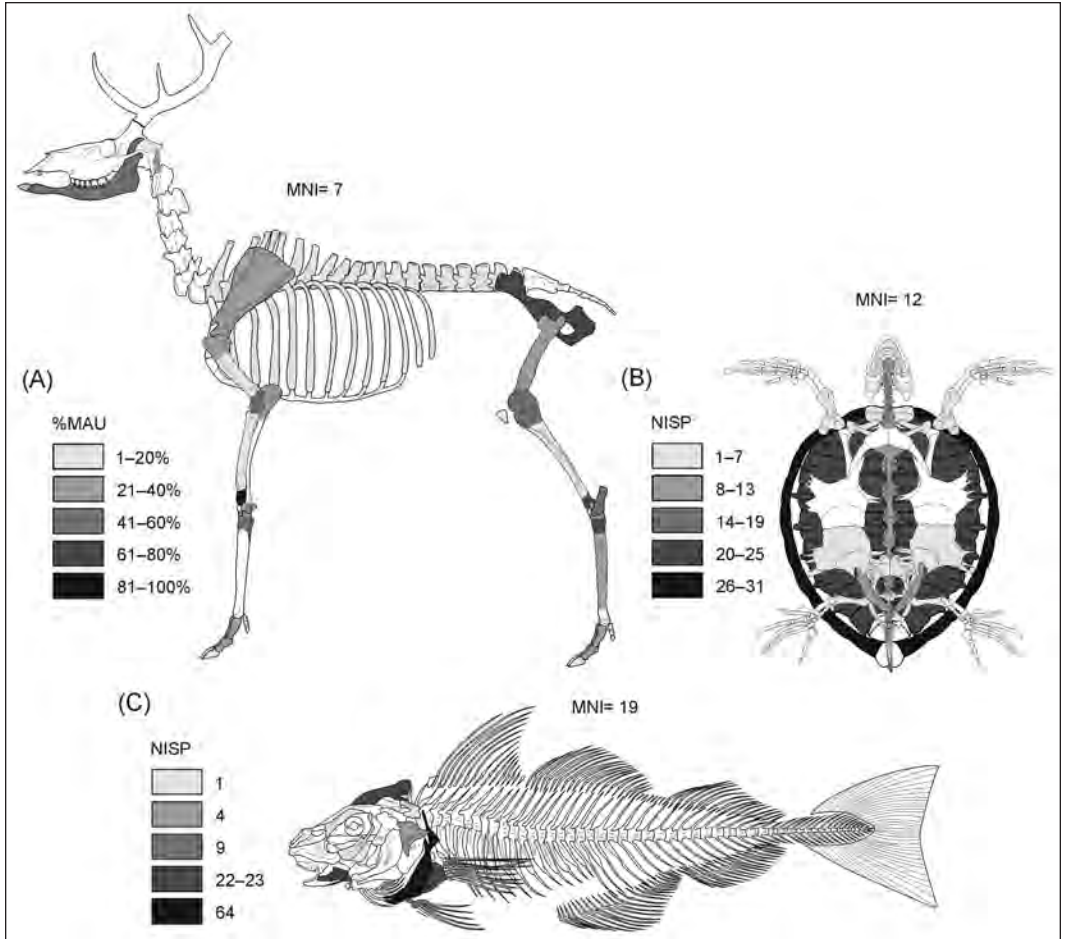 MNI= 7
(A)
%MAU
1–20%
21–40%
41–60%
61–80%
81–100%
MNI= 12
(B)
NISP
1–7
8–13
14–19
20–25
26–31
(C)
MNI= 19
NISP
1
4
9
22–23
64